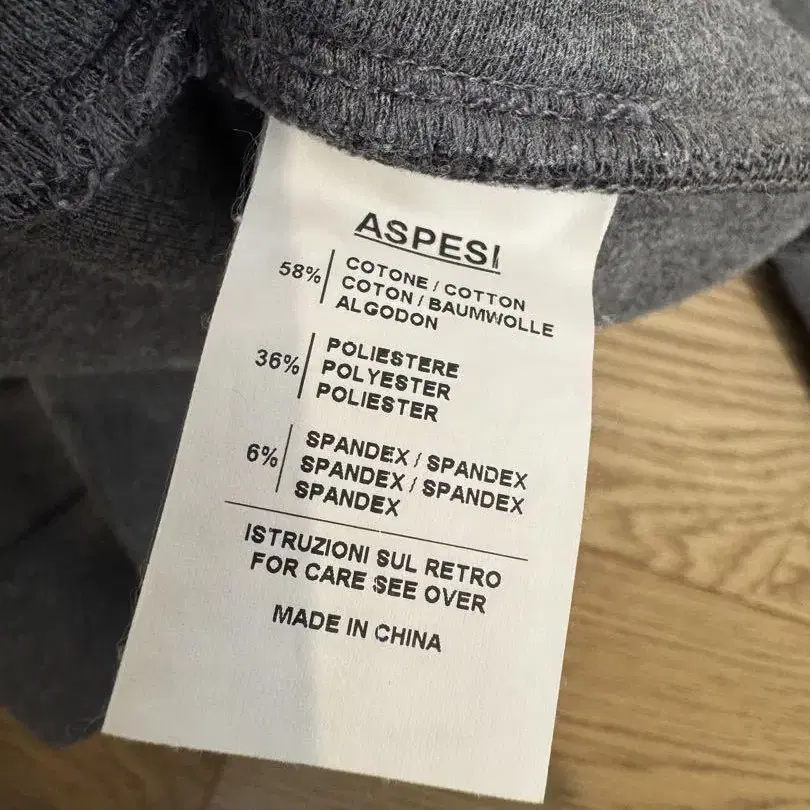 ASPESI
58% COTONE / COTTON
COTON / BAUMWOLLE
ALGODON
36% POLIESTERE
POLYESTER
POLIESTER
6% SPANDEX / SPANDEX
SPANDEX / SPANDEX
SPANDEX
ISTRUZIONI SUL RETRO
FOR CARE SEE OVER
MADE IN CHINA